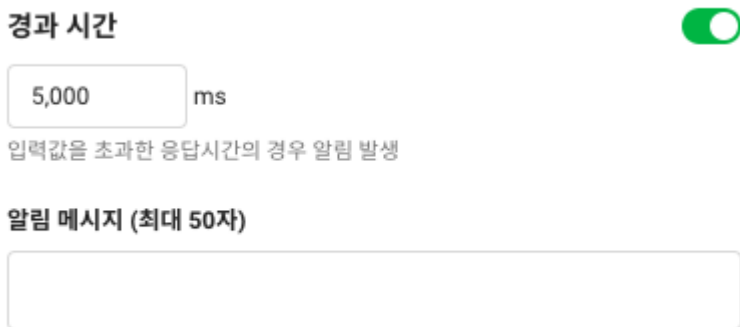 경과 시간
5,000 ms
입력값을 초과한 응답시간의 경우 알림 발생
알림 메시지 (최대 50자)